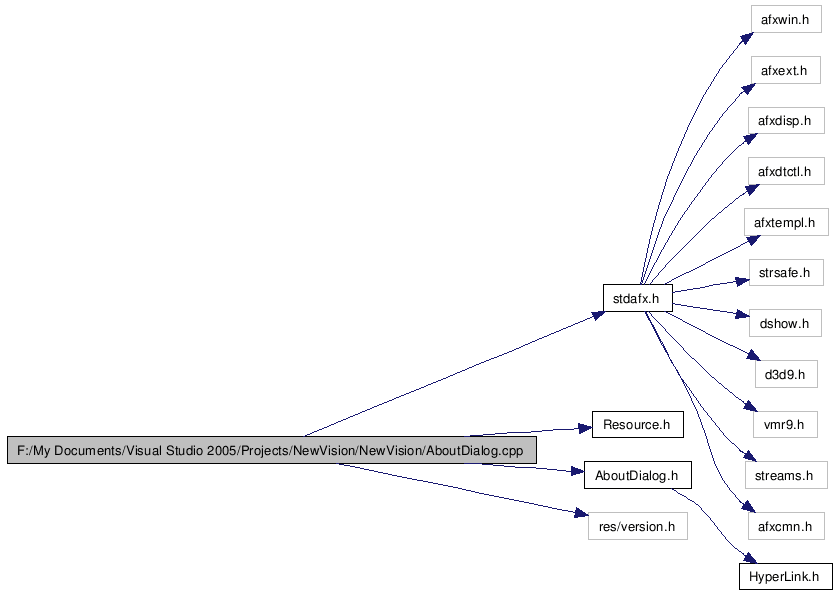 afxwin.h
afxext.h
afxdisp.h
afxdtctl.h
afxtempl.h
strsafe.h
stdafx.h
dshow.h
d3d9.h
Resource.h
vmr9.h
F:/My Documents/Visual Studio 2005/Projects/NewVision/NewVision/AboutDialog.cpp
AboutDialog.h
streams.h
res/version.h
afxcmn.h
HyperLink.h